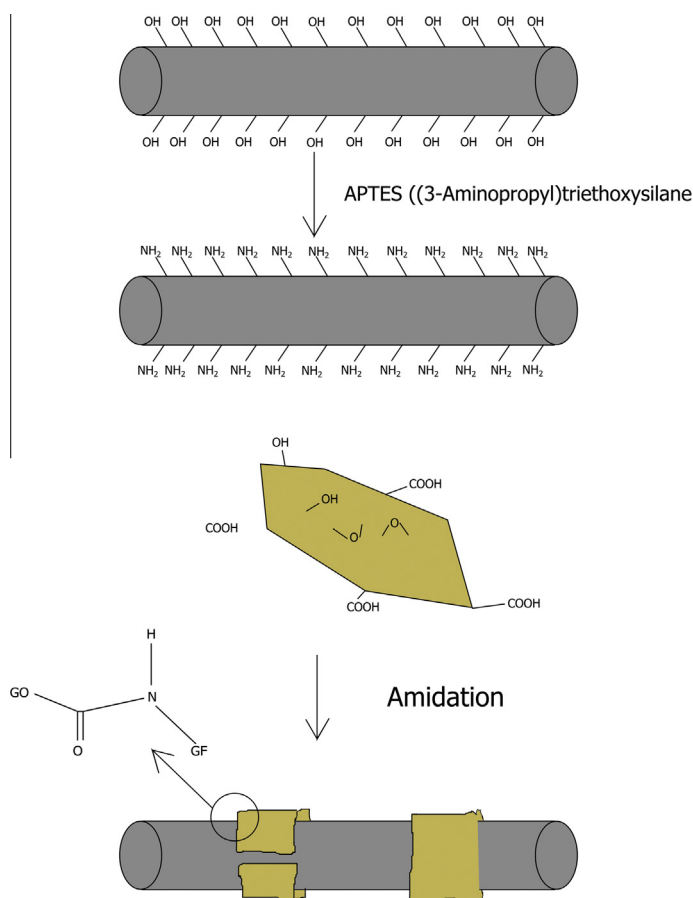 OH OH OH OH OH OH OH OH OH OH OH OH
OH OH OH OH OH OH OH OH OH OH OH OH
APTES ((3-Aminopropyl)triethoxysilane
NH₂ NH₂ NH₂ NH₂ NH₂ NH₂ NH₂ NH₂ NH₂ NH₂ NH₂ NH₂
NH₂ NH₂ NH₂ NH₂ NH₂ NH₂ NH₂ NH₂ NH₂ NH₂ NH₂ NH₂
OH
COOH
OH
COOH
O
O
COOH
COOH
H
GO
N
Amidation
O
GF